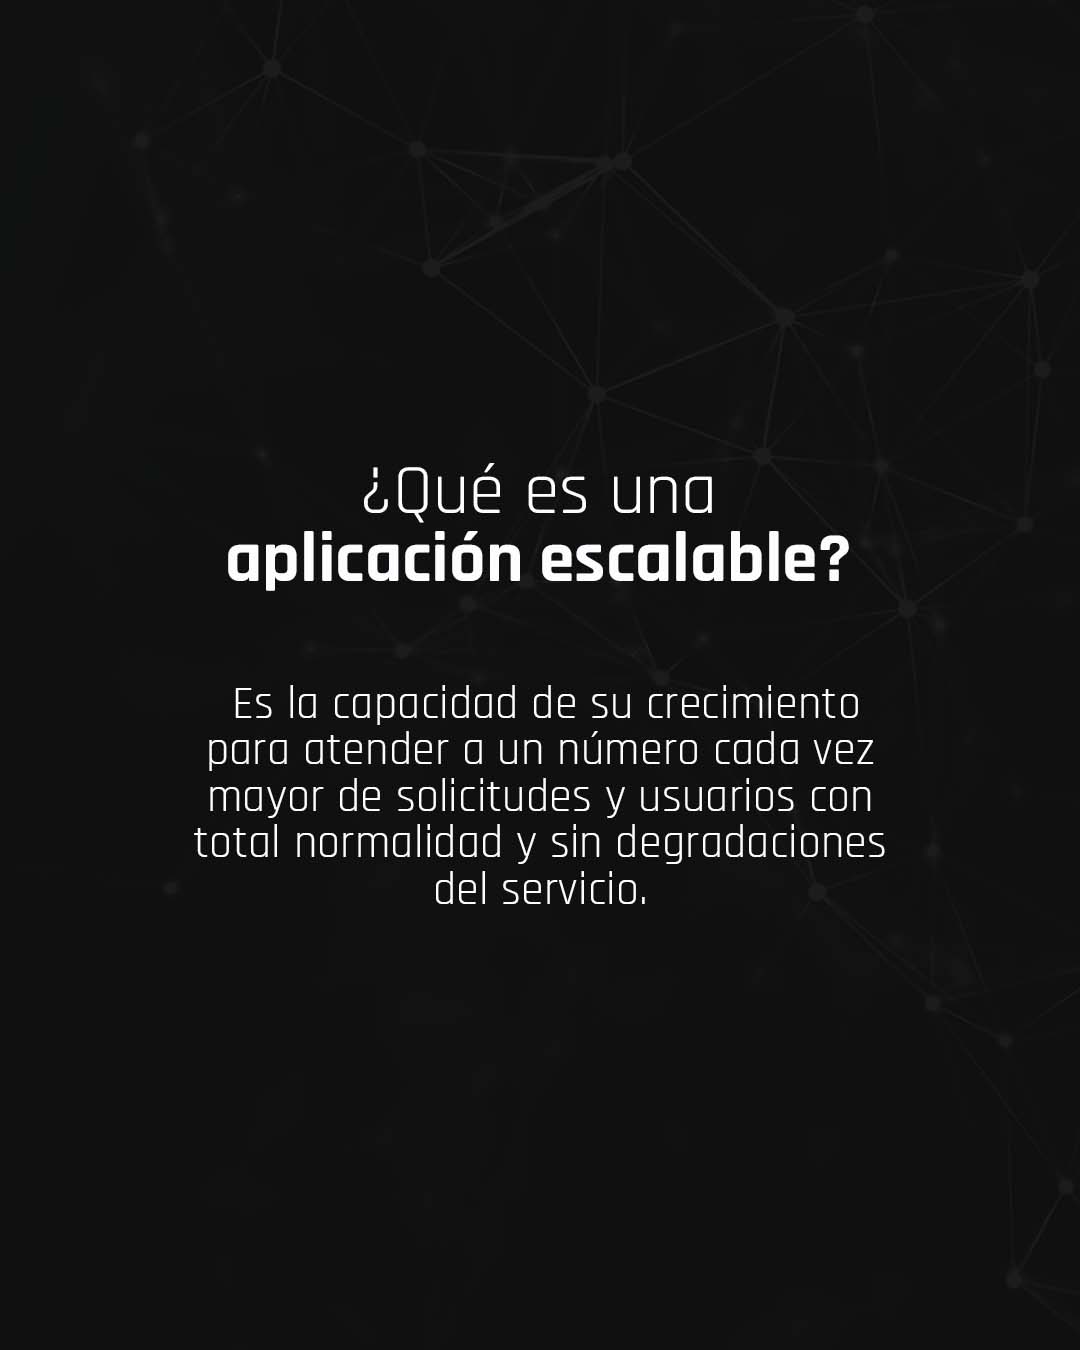 ¿Qué es una
aplicación escalable?
Es la capacidad de su crecimiento
para atender a un número cada vez
mayor de solicitudes y usuarios con
total normalidad y sin degradaciones
del servicio.